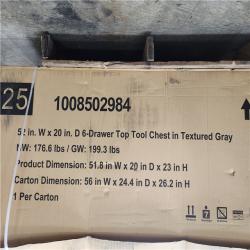 25
1008502984
52 in. W x 20 in. D 6-Drawer Top Tool Chest in Textured Gray
NW: 176.6 lbs / GW: 199.3 lbs
Product Dimension: 51.8 in W x 20 in D x 23 in H
Carton Dimension: 56 in W x 24.4 in D x 26.2 in H
1 Per Carton